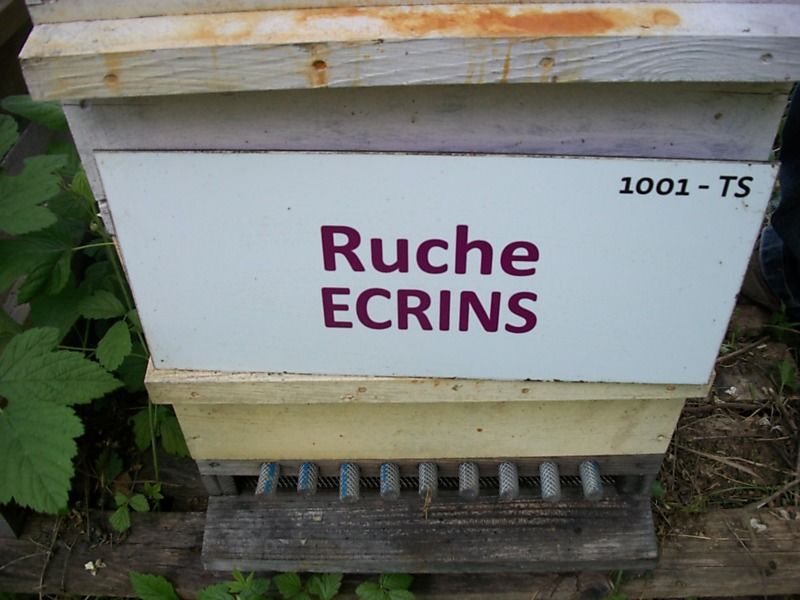 1001 - TS
Ruche
ECRINS